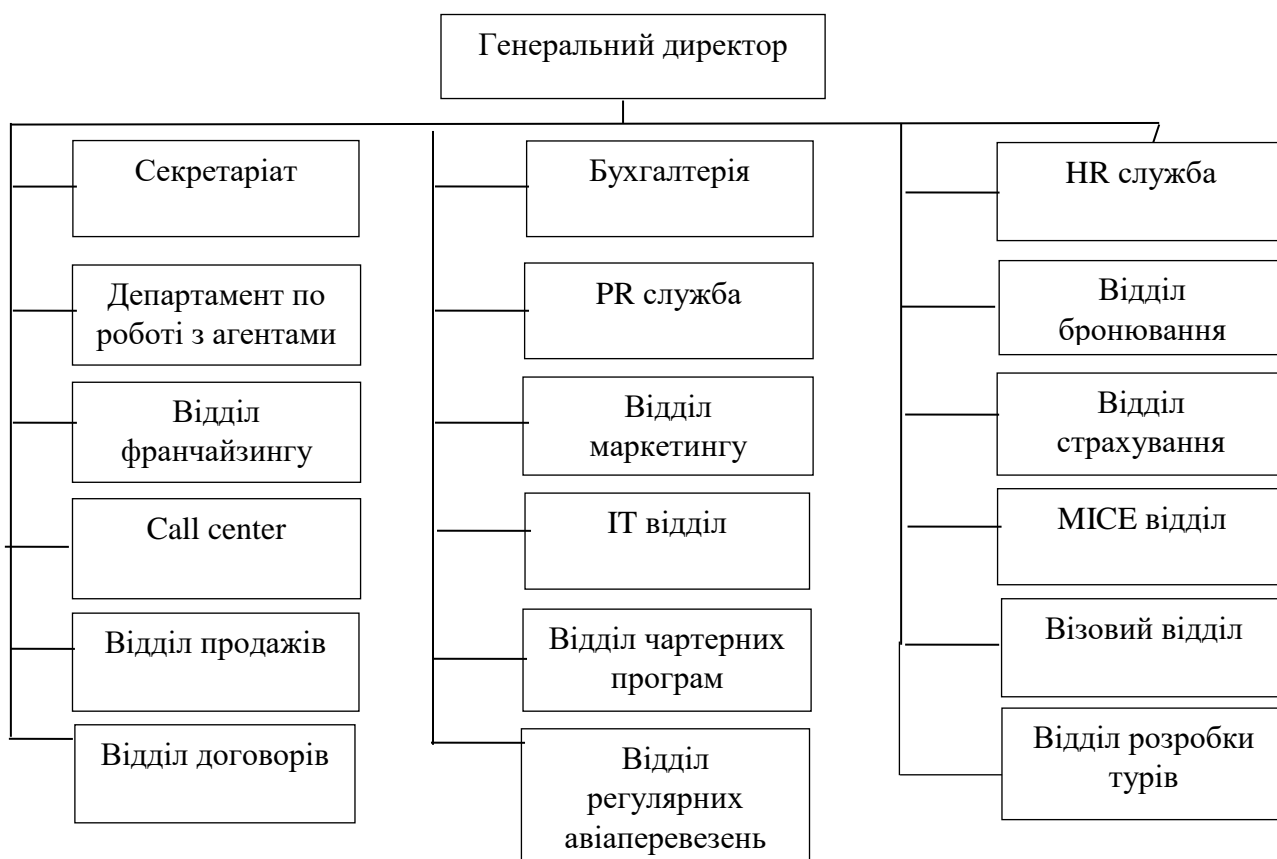 Генеральний
директор
Секретаріат
Бухгалтерія
HR служба
Департамент по
роботі з агентами
PR служба
Відділ
бронювання
Відділ
франчайзингу
Відділ
маркетингу
Відділ
страхування
Call center
IT відділ
MICE відділ
Відділ продажів
Відділ чартерних
програм
Візовий відділ
Відділ договорів
Відділ
регулярних
авіаперевезень
Відділ розробки
турів